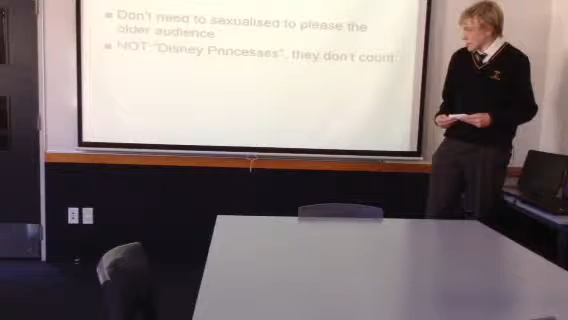 Don't need to sexualised to please the
older audience
NOT: "Disney Princesses", they don't count